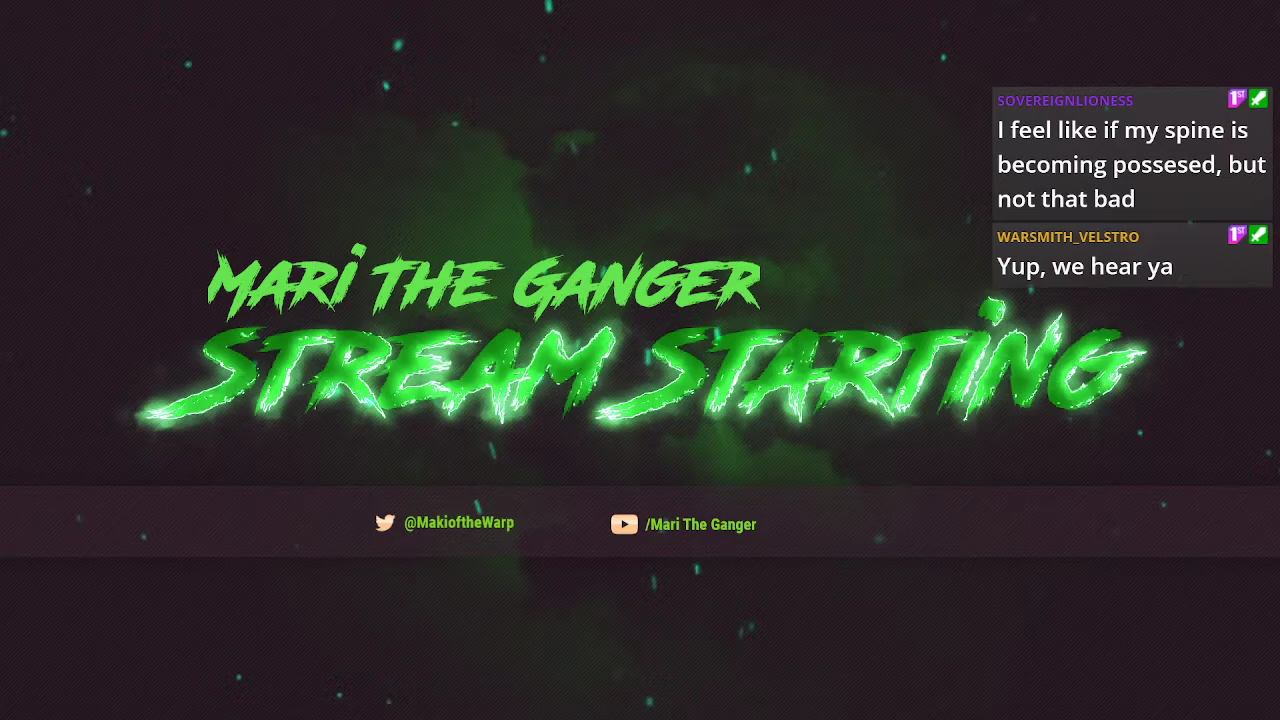 SOVEREIGNLIONESS
I feel like if my spine is
becoming possesed, but
not that bad
WARSMITH_VELSTRO
Yup, we hear ya
MARI THE GANGER
STREAM STARTING
@MakioftheWarp
/Mari The Ganger